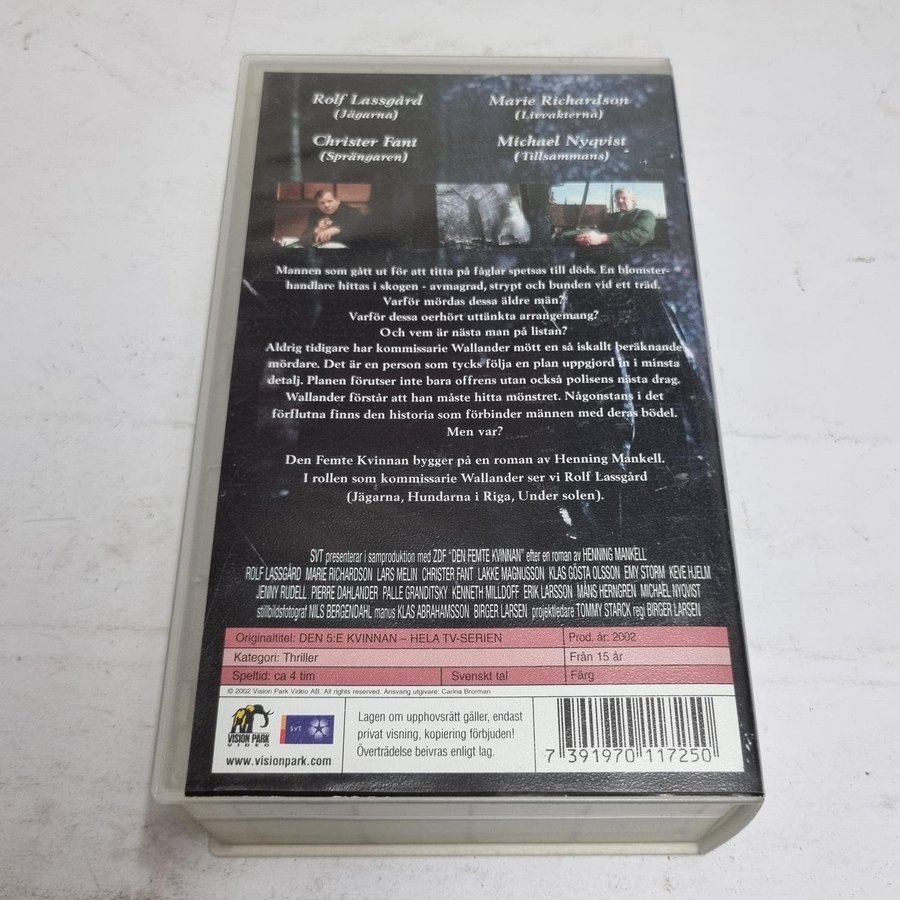 Rolf Lassgård
(Jägarna)
Marie Richardson
(Livvakterna)
Christer Fant
(Sprängaren)
Michael Nyqvist
(Tillsammans)
Mannen som gått ut för att titta på fåglar spetsas till döds. En blomster-
handlare hittas i skogen - avmagrad, strypt och bunden vid ett träd.
Varför mördas dessa äldre män?
Varför dessa oerhört uttänkta arrangemang?
Och vem är nästa man på listan?
Aldrig tidigare har kommissarie Wallander mött en så iskallt beräknande
mördare. Det är en person som tycks följa en plan uppgjord in i minsta
detalj. Planen förutser inte bara offrens utan också polisens nästa drag.
Wallander förstår att han måste hitta mönstret. Någonstans i det
förflutna finns den historia som förbinder männen med deras bödel.
Men var?
Den Femte Kvinnan bygger på en roman av Henning Mankell.
I rollen som kommissarie Wallander ser vi Rolf Lassgård
(Jägarna, Hundarna i Riga, Under solen).
SVT presenterar i samproduktion med ZDF "DEN FEMTE KVINNAN" efter en roman av HENNING MANKELL
ROLF LASSGÅRD MARIE RICHARDSON LARS MELIN CHRISTER FANT LAKKE MAGNUSSON KLAS GÖSTA OLSSON EMY STORM KEVE HJELM
JENNY RUDELL PIERRE DAHLANDER PALLE GRANDITSKY KENNETH MILLDOFF ERIK LARSSON MÅNS HERNGREN MICHAEL NYQVIST
stillbildsfotograf NILS BERGENDAHL manus KLAS ABRAHAMSSON BIRGER LARSEN projektledare TOMMY STARCK regi BIRGER LARSEN
Originaltitel: DEN 5:E KVINNAN – HELA TV-SERIEN
Prod. år: 2002
Kategori: Thriller
Från 15 år
Speltid: ca 4 tim
Svenskt tal
Färg
© 2002 Vision Park Video AB. All rights reserved. Ansvarig utgivare: Carina Brorman
VISION PARK
VIDEO
svt
www.visionpark.com
Lagen om upphovsrätt gäller, endast
privat visning, kopiering förbjuden!
Överträdelse beivras enligt lag.
7 391970 117250